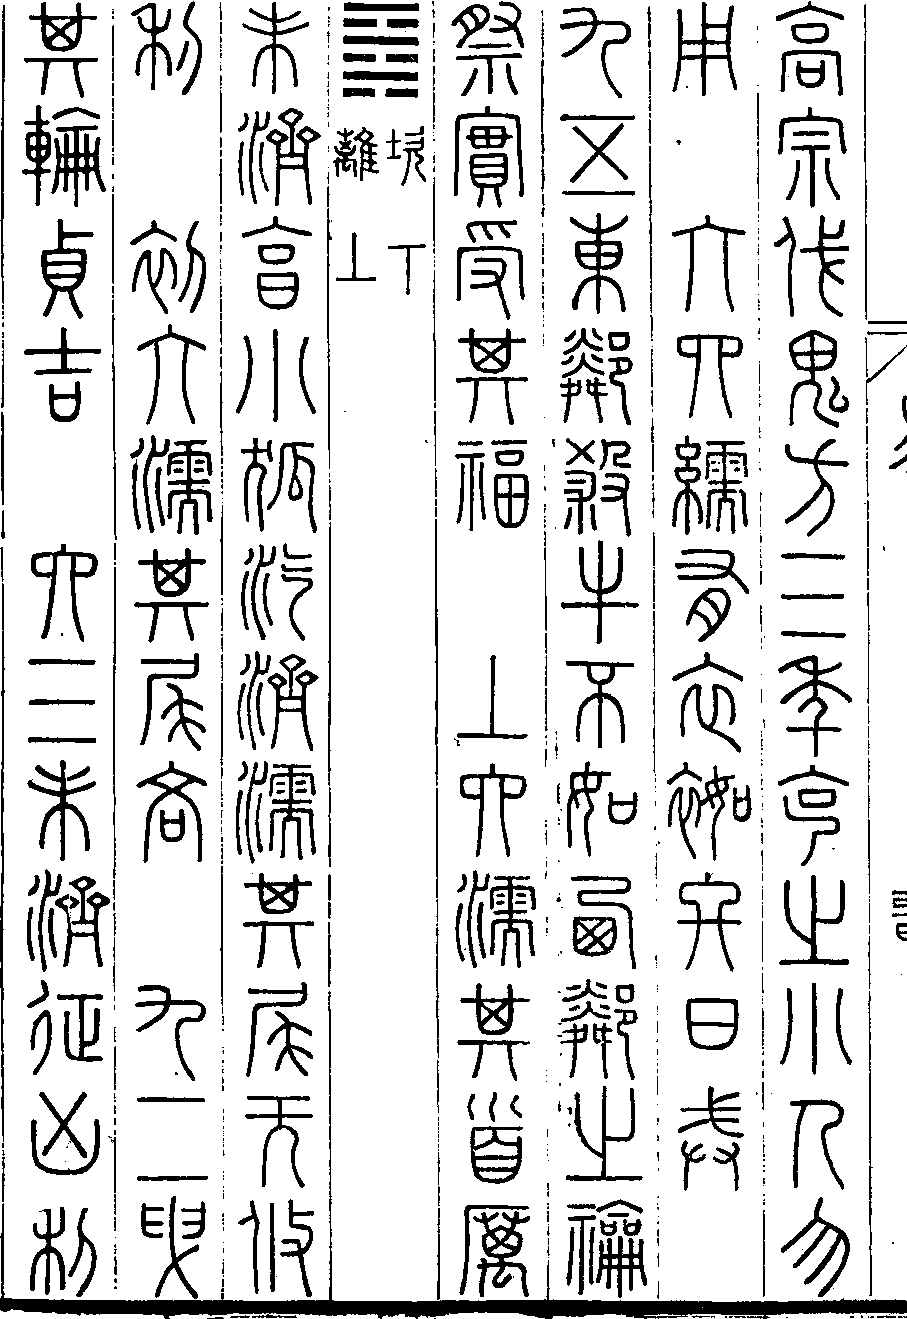 高宗伐鬼方三秊克之小人勿
用　六四繻有衣袽終日戒
九五東鄰殺牛不如西鄰之禴
祭實受其福　上六濡其首厲
䷿坎下離上
未濟亨小狐汔濟濡其尾无攸
利　初六濡其尾吝　九二曳
其輪貞吉　六三未濟征凶利